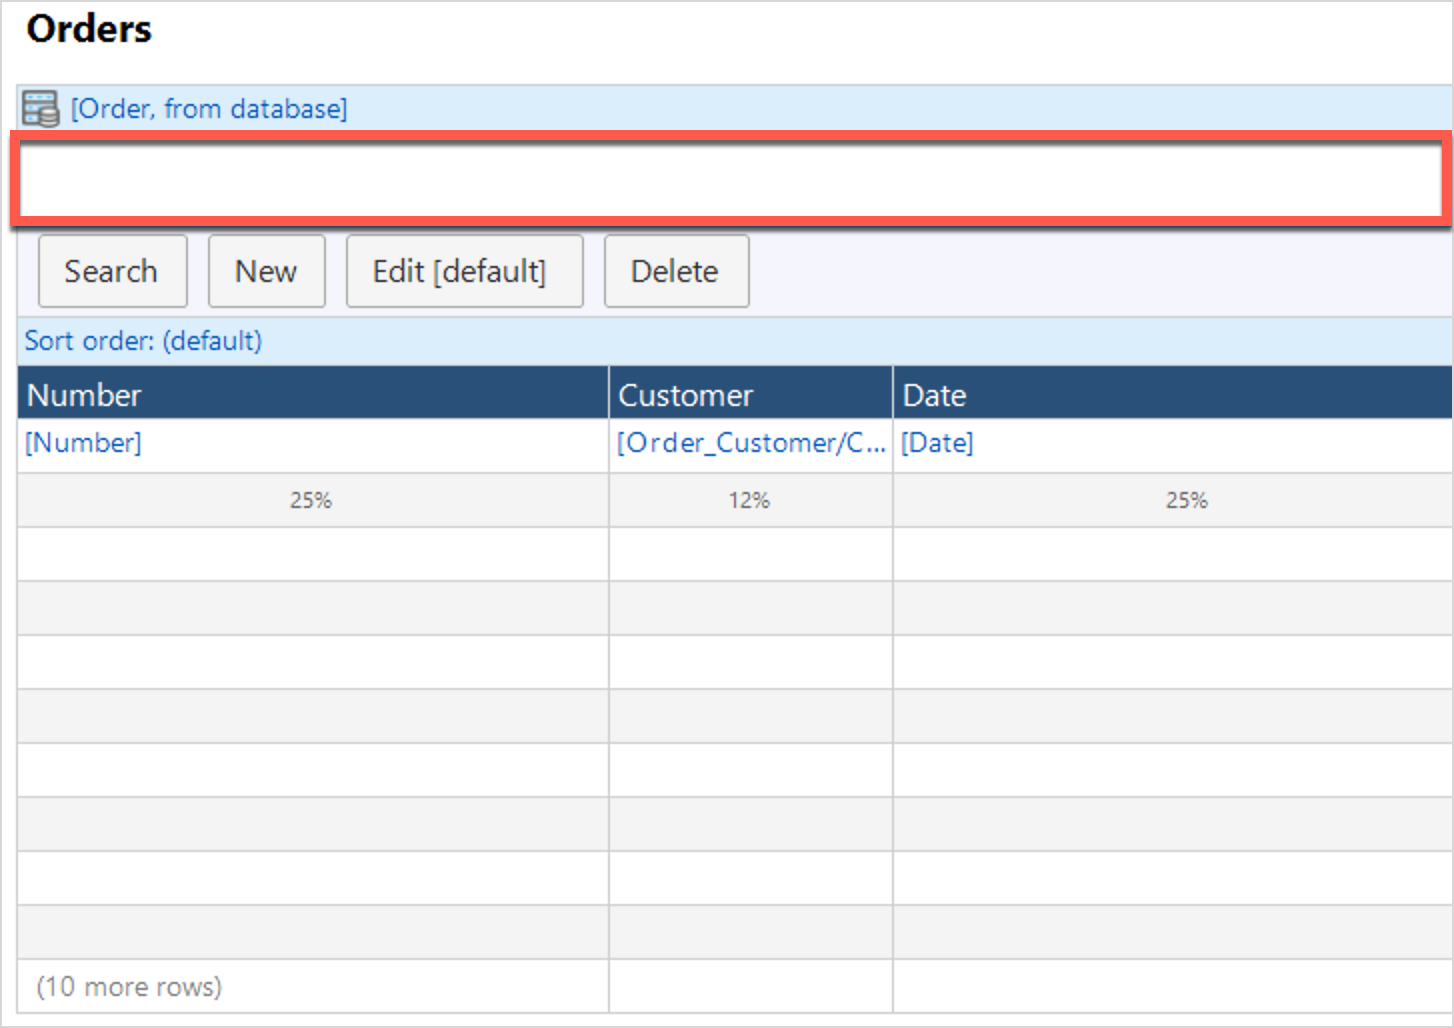 Orders
[Order, from database]
Search New Edit [default] Delete
Sort order: (default)
Number Customer Date
[Number] [Order_Customer/C... [Date]
25% 12% 25%
(10 more rows)